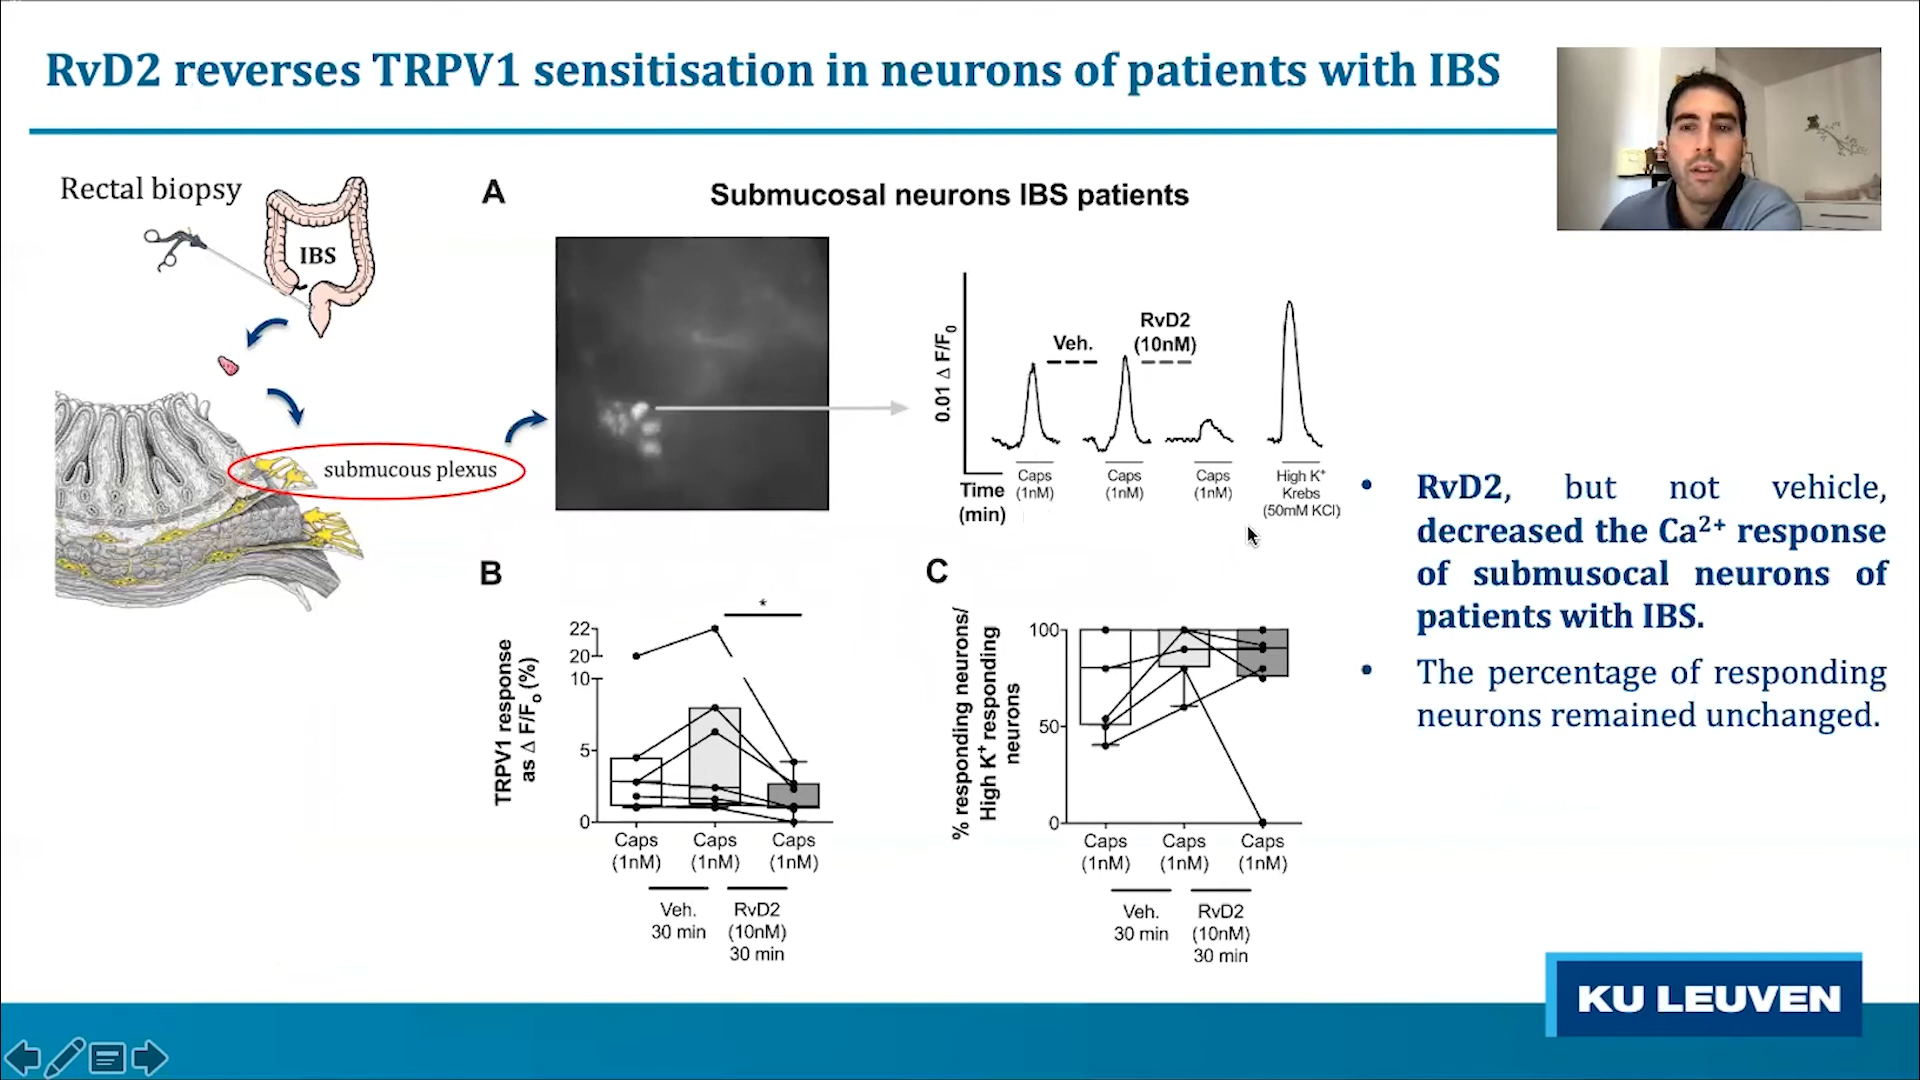 RvD2 reverses TRPV1 sensitisation in neurons of patients with IBS
Rectal biopsy
IBS
submucous plexus
A
Submucosal neurons IBS patients
0.01 Δ F/F0
Veh.
RvD2
(10nM)
Time
(min)
Caps
(1nM)
Caps
(1nM)
Caps
(1nM)
High K+
Krebs
(50mM KCl)
B
TRPV1 response
as Δ F/Fo (%)
22
20
10
5
0
*
Caps
(1nM)
Caps
(1nM)
Caps
(1nM)
Veh.
30 min
RvD2
(10nM)
30 min
C
% responding neurons/
High K+ responding
neurons
100
50
0
Caps
(1nM)
Caps
(1nM)
Caps
(1nM)
Veh.
30 min
RvD2
(10nM)
30 min
• RvD2, but not vehicle,
decreased the Ca2+ response
of submusocal neurons of
patients with IBS.
• The percentage of responding
neurons remained unchanged.
KU LEUVEN